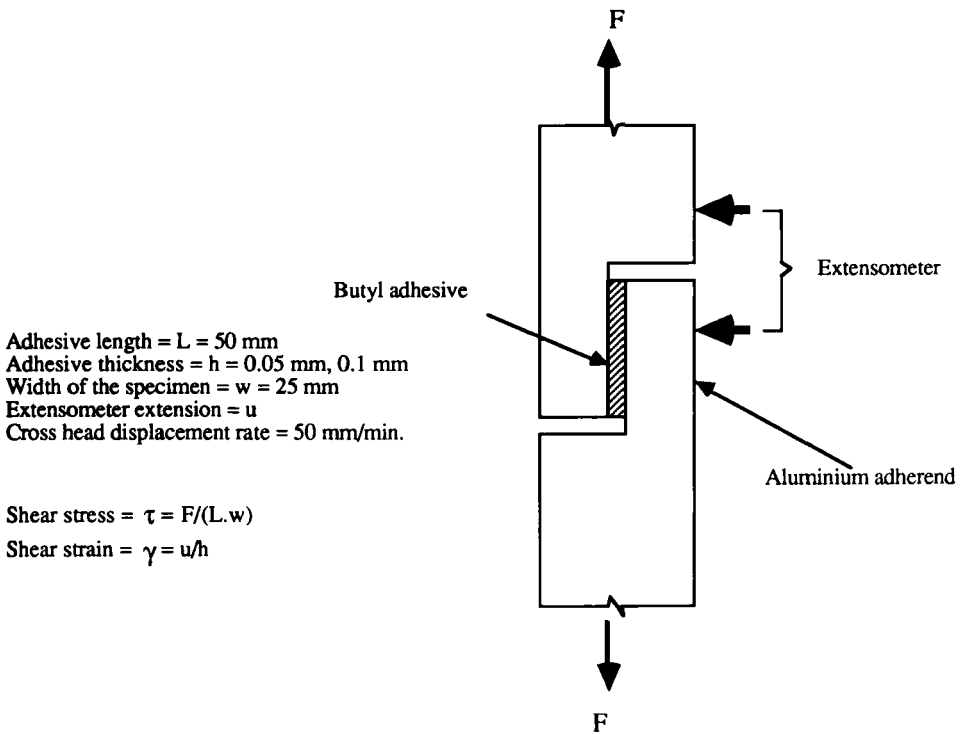 F
Extensometer
Butyl adhesive
Adhesive length = L = 50 mm
Adhesive thickness = h = 0.05 mm, 0.1 mm
Width of the specimen = w = 25 mm
Extensometer extension = u
Cross head displacement rate = 50 mm/min.
Aluminium adherend
Shear stress = τ = F/(L.w)
Shear strain = γ = u/h
F